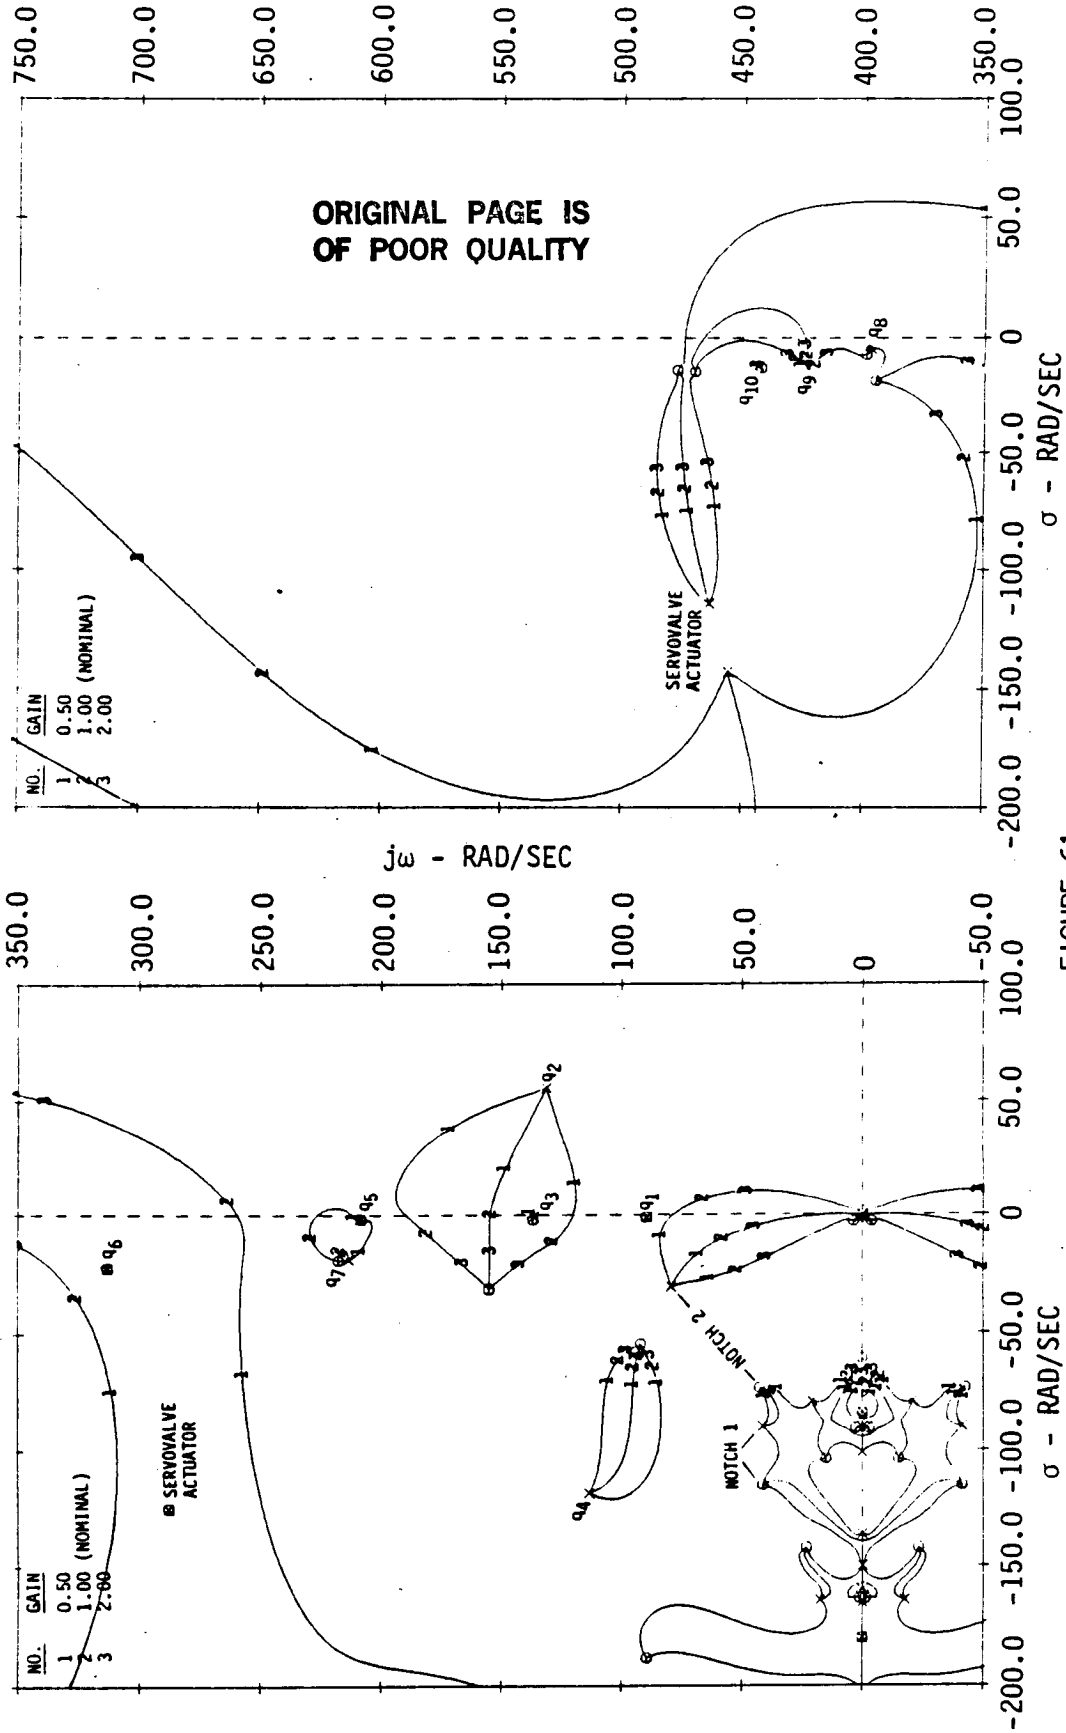 750.0
700.0
650.0
600.0
550.0
500.0
450.0
400.0
350.0
NO. GAIN
1 0.50
2 1.00 (NOMINAL)
3 2.00
ORIGINAL PAGE IS
OF POOR QUALITY
SERVOVALVE
ACTUATOR
q10
q9
q8
-200.0 -150.0 -100.0 -50.0 0 50.0 100.0
σ - RAD/SEC
jω - RAD/SEC
350.0
300.0
250.0
200.0
150.0
100.0
50.0
0
-50.0
NO. GAIN
1 0.50
2 1.00 (NOMINAL)
3 2.00
q6
SERVOVALVE
ACTUATOR
q7
q5
q2
q3
q4
q1
NOTCH 2
NOTCH 1
-200.0 -150.0 -100.0 -50.0 0 50.0 100.0
σ - RAD/SEC